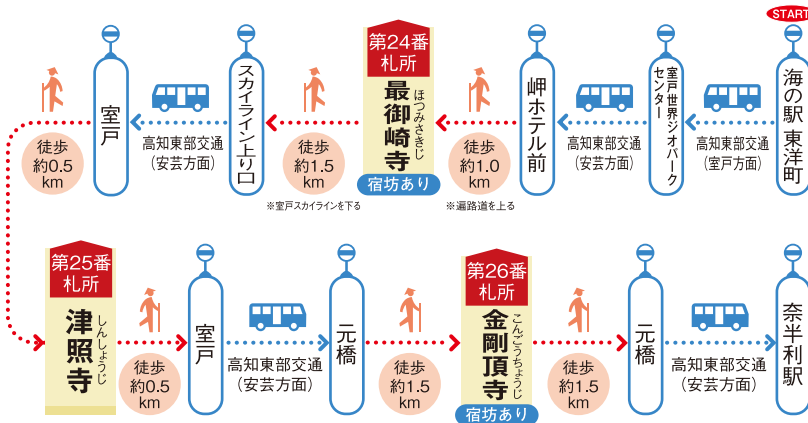 START
海の駅 東洋町
高知東部交通
(室戸方面)
室戸世界ジオパーク
センター
高知東部交通
(安芸方面)
岬ホテル前
徒歩
約1.0
km
※遍路道を上る
第24番
札所
最御崎寺
ほつみさきじ
宿坊あり
徒歩
約1.5
km
※室戸スカイラインを下る
スカイライン上り口
高知東部交通
(安芸方面)
室戸
徒歩
約0.5
km
第25番
札所
津照寺
しんしょうじ
徒歩
約0.5
km
室戸
高知東部交通
(安芸方面)
元橋
徒歩
約1.5
km
第26番
札所
金剛頂寺
こんごうちょうじ
宿坊あり
徒歩
約1.5
km
元橋
高知東部交通
(安芸方面)
奈半利駅